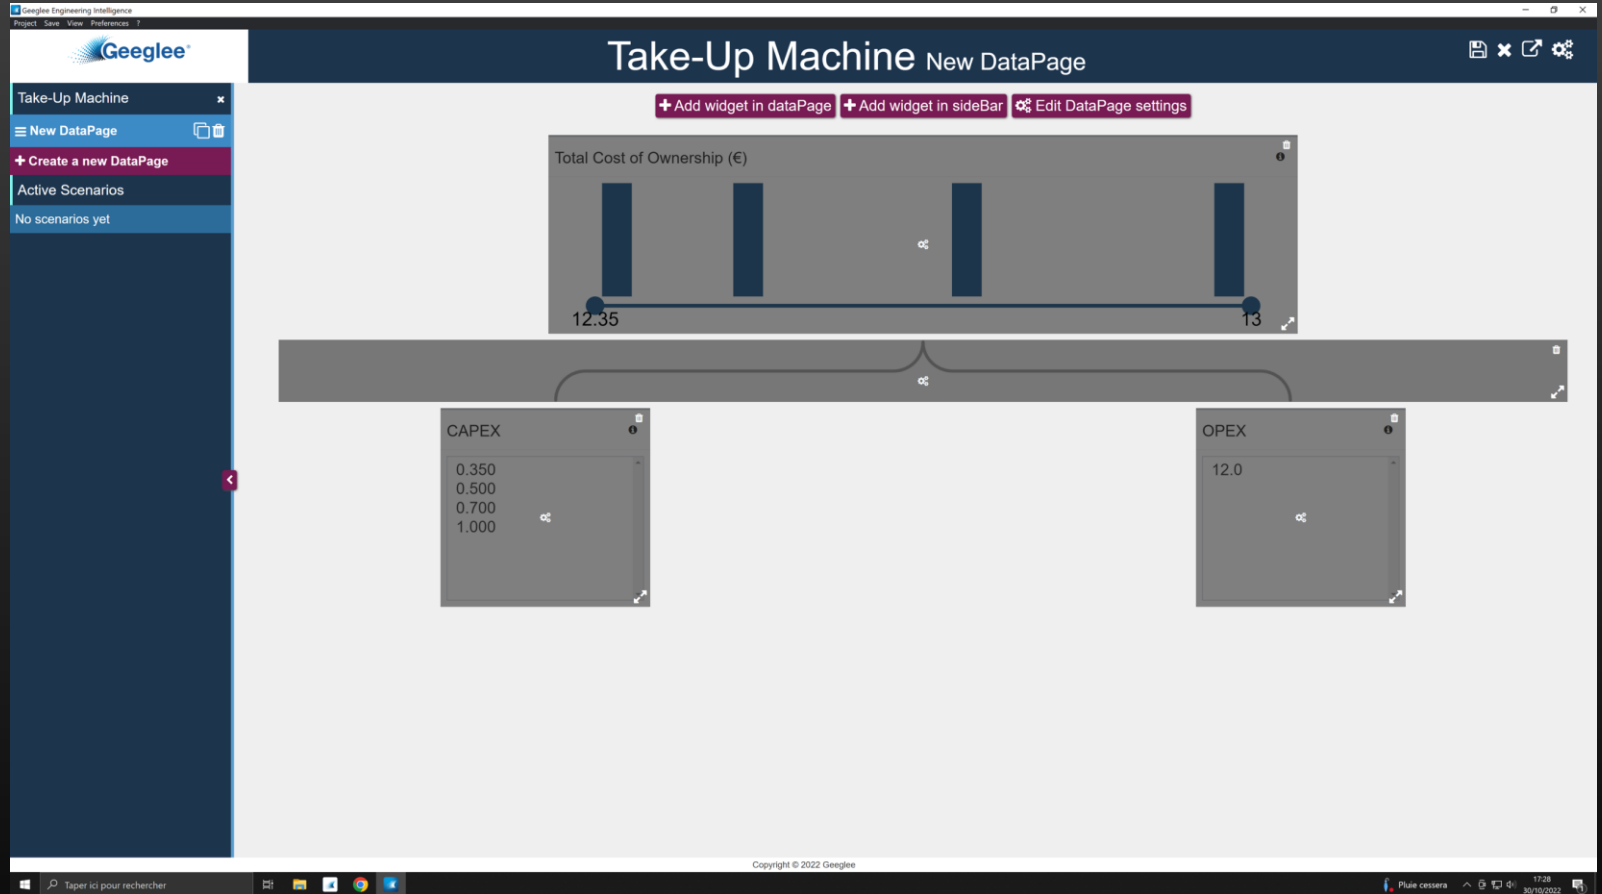 Geeglee Engineering Intelligence
Project Save View Preferences ?
Geeglee®
Take-Up Machine New DataPage
Take-Up Machine
New DataPage
Create a new DataPage
Active Scenarios
No scenarios yet
Add widget in dataPage Add widget in sideBar Edit DataPage settings
Total Cost of Ownership (€)
12.35 13
CAPEX
0.350
0.500
0.700
1.000
OPEX
12.0
Copyright © 2022 Geeglee
Taper ici pour rechercher
Pluie cessera
17:28
30/10/2022